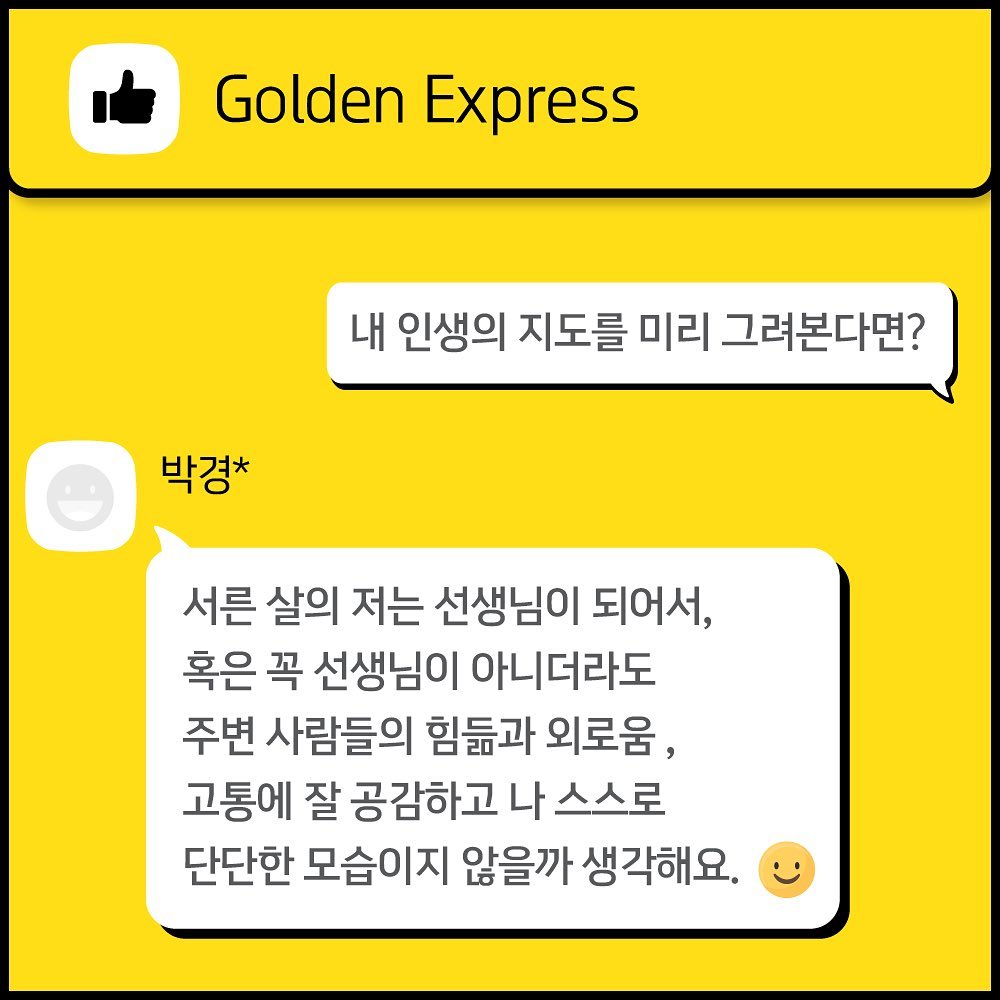 Golden Express
내 인생의 지도를 미리 그려본다면?
박경*
서른 살의 저는 선생님이 되어서,
혹은 꼭 선생님이 아니더라도
주변 사람들의 힘듦과 외로움 ,
고통에 잘 공감하고 나 스스로
단단한 모습이지 않을까 생각해요.